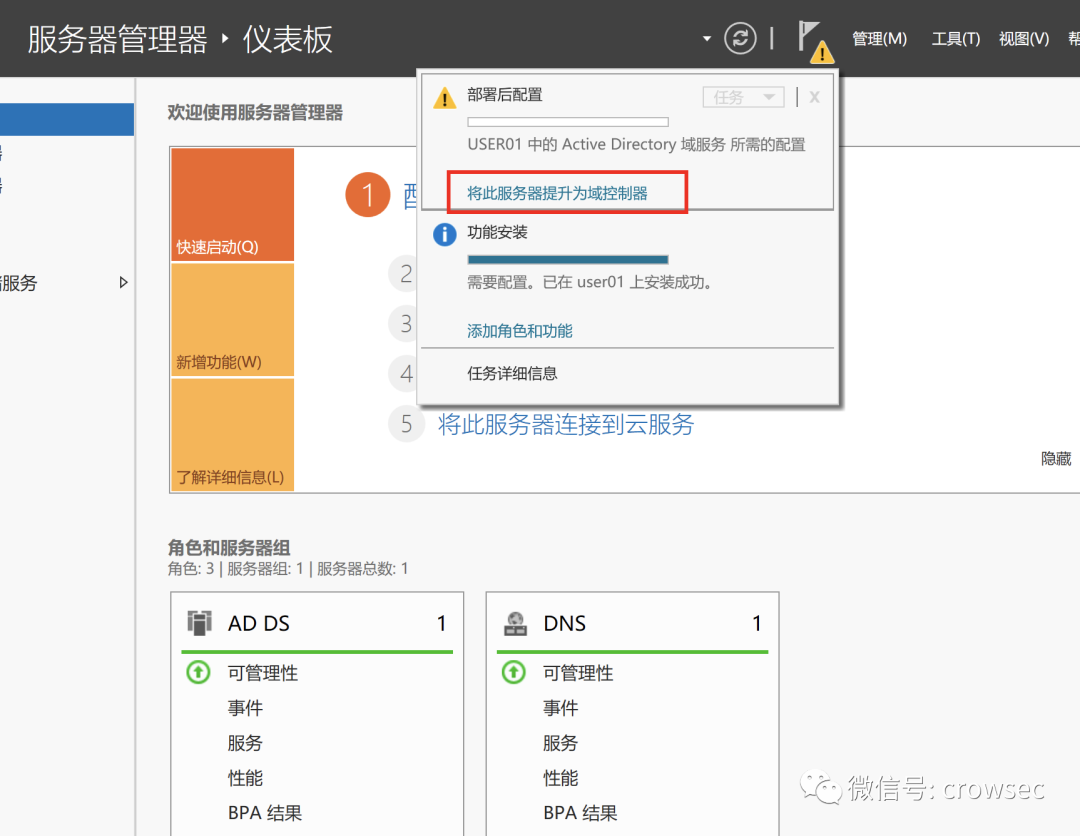 服务器管理器 ‣ 仪表板
管理(M) 工具(T) 视图(V) 帮
部署后配置
任务 X
USER01 中的 Active Directory 域服务 所需的配置
将此服务器提升为域控制器
功能安装
需要配置。已在 user01 上安装成功。
添加角色和功能
任务详细信息
欢迎使用服务器管理器
快速启动(Q)
新增功能(W)
了解详细信息(L)
1
2
3
4
5 将此服务器连接到云服务
隐藏
服务
角色和服务器组
角色: 3 | 服务器组: 1 | 服务器总数: 1
AD DS 1
可管理性
事件
服务
性能
BPA 结果
DNS 1
可管理性
事件
服务
性能
BPA 结果
微信号: crowsec